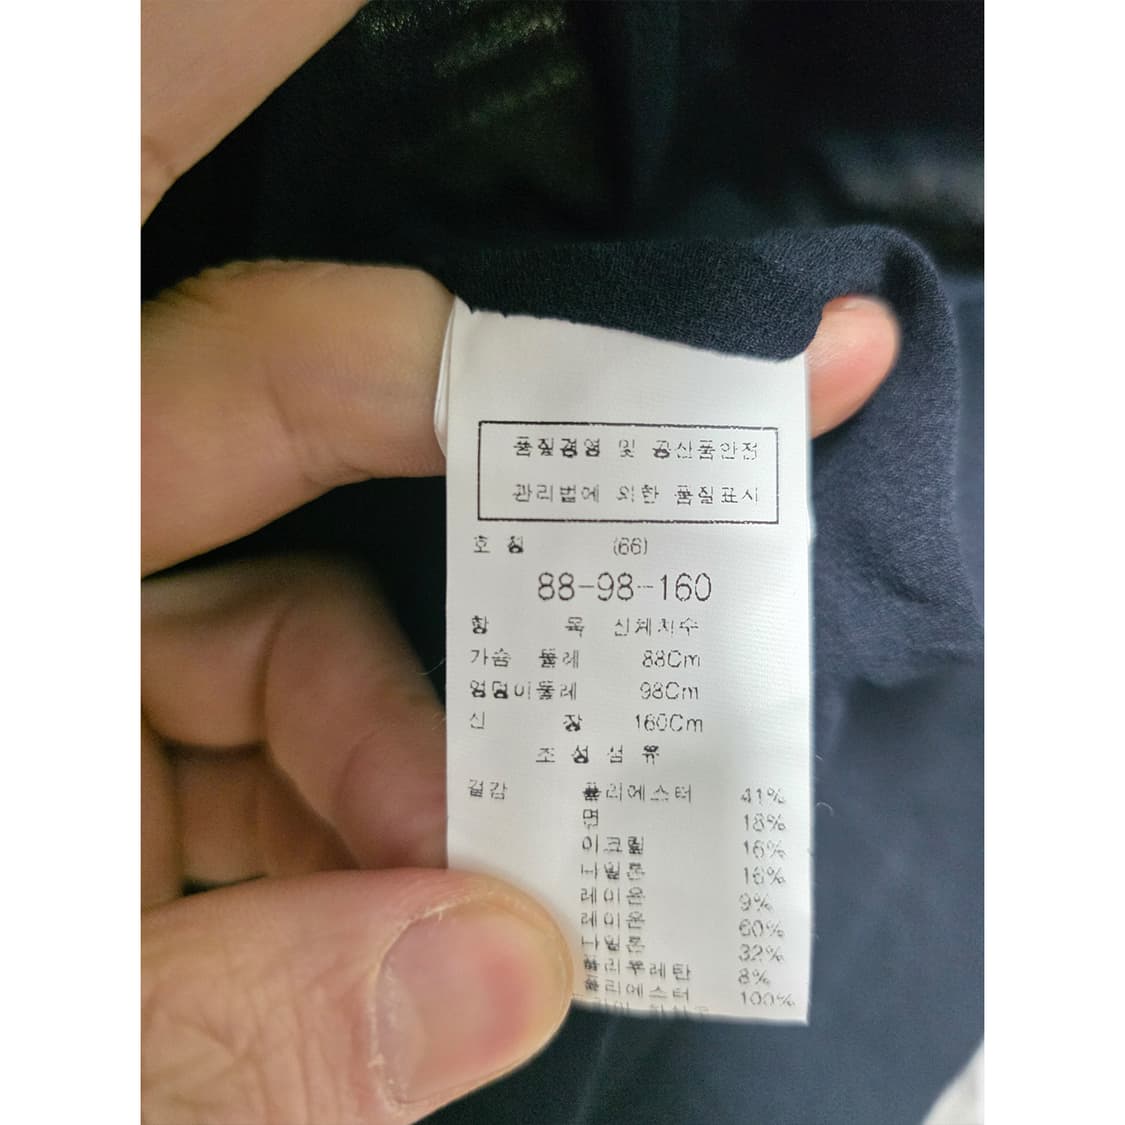 품질경영 및 공산품안전
관리법에 의한 품질표시
호 칭 (66)
88-98-160
항 목 신체치수
가슴 둘레 88Cm
엉덩이둘레 98Cm
신 장 160Cm
조 성 섬 유
겉감 폴리에스터 41%
면 18%
아크릴 16%
나일론 16%
레이온 9%
레이온 60%
나일론 32%
폴리우레탄 8%
폴리에스터 100%